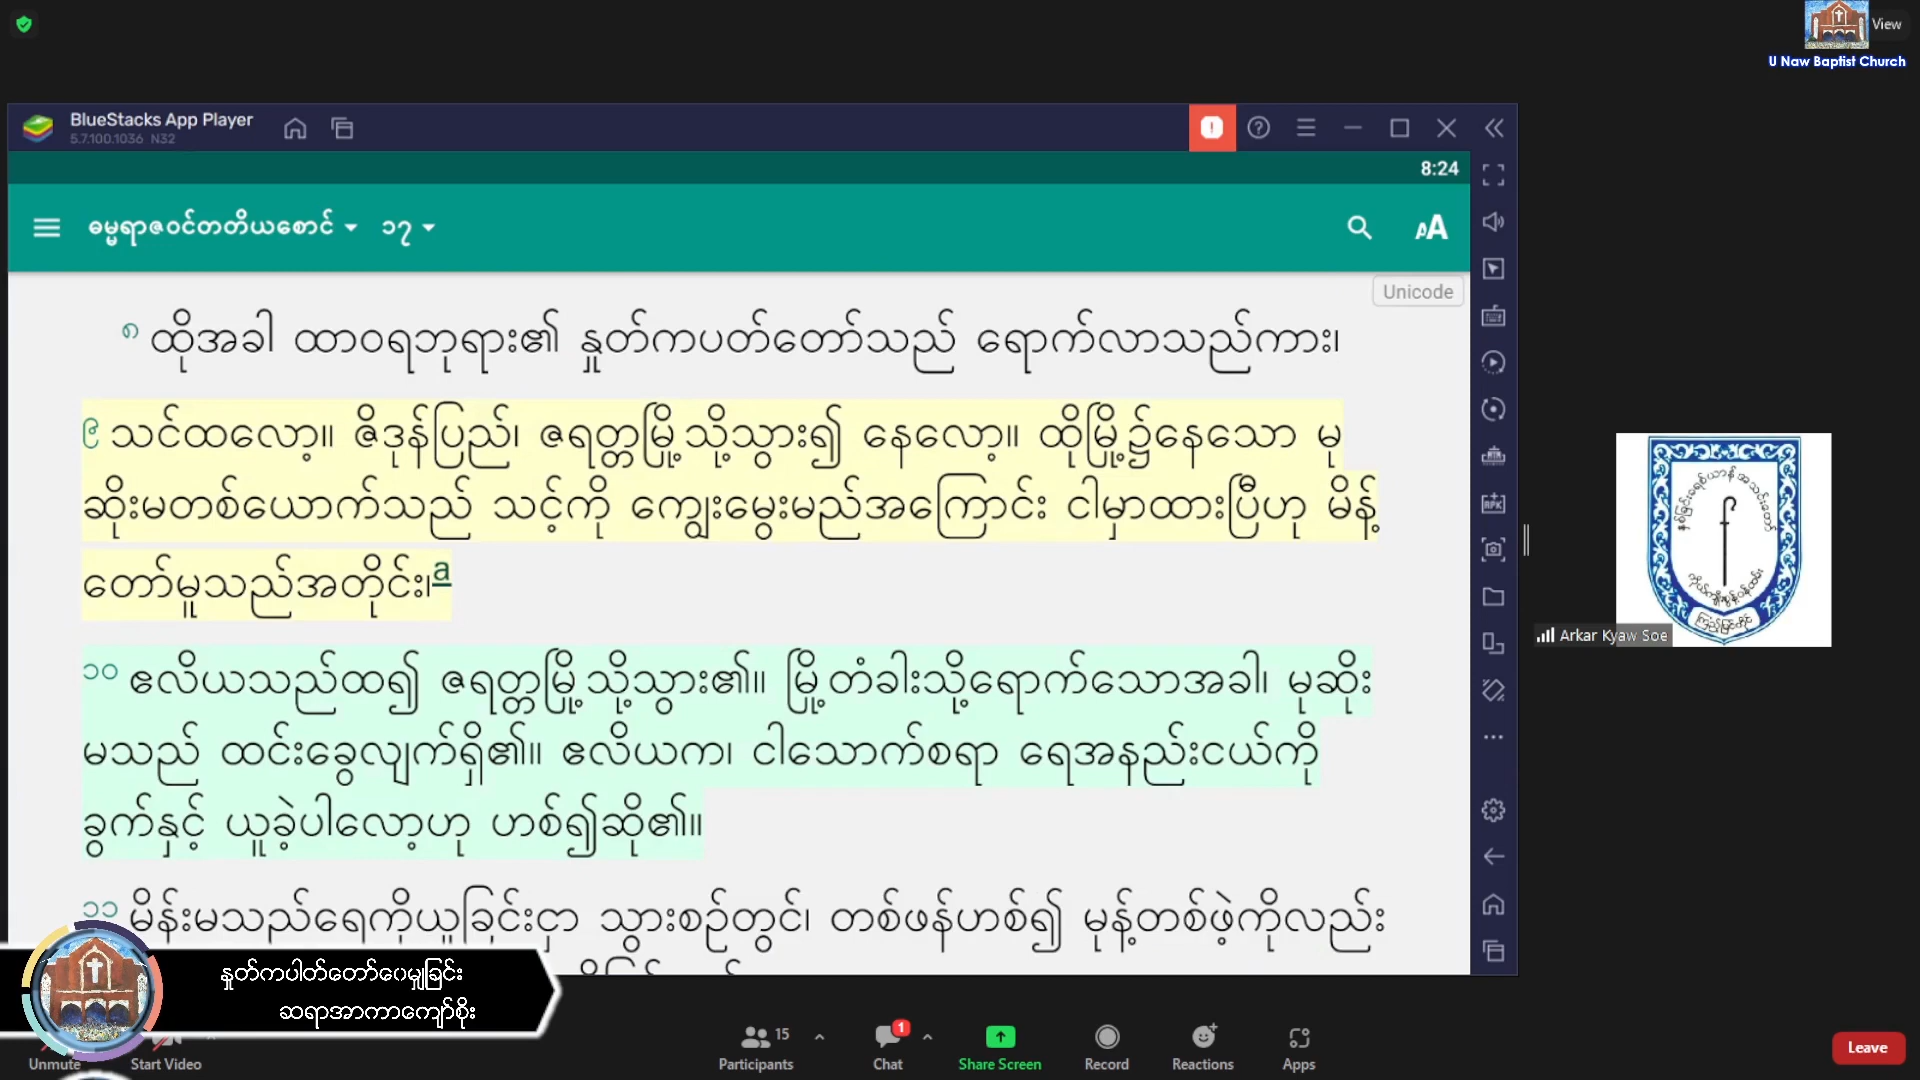 View
U Naw Baptist Church
BlueStacks App Player
5.7.100.1036 N32
8:24
ဓမ္မရာဇဝင်တတိယစောင် ၁၇
Unicode
၈ ထိုအခါ ထာဝရဘုရား၏ နှုတ်ကပတ်တော်သည် ရောက်လာသည်ကား၊
၉ သင်ထလော့။ ဇိဒုန်ပြည်၊ ဇရတ္တမြို့သို့သွား၍ နေလော့။ ထိုမြို့၌နေသော မု
ဆိုးမတစ်ယောက်သည် သင့်ကို ကျွေးမွေးမည်အကြောင်း ငါမှာထားပြီဟု မိန့်
တော်မူသည်အတိုင်း၊a
၁၀ ဧလိယသည်ထ၍ ဇရတ္တမြို့သို့သွား၏။ မြို့တံခါးသို့ရောက်သောအခါ၊ မုဆိုး
မသည် ထင်းခွေလျက်ရှိ၏။ ဧလိယက၊ ငါသောက်စရာ ရေအနည်းငယ်ကို
ခွက်နှင့် ယူခဲ့ပါလော့ဟု ဟစ်၍ဆို၏။
၁၁ မိန်းမသည်ရေကိုယူခြင်းငှာ သွားစဉ်တွင်၊ တစ်ဖန်ဟစ်၍ မုန့်တစ်ဖဲ့ကိုလည်း
Arkar Kyaw Soe
နှုတ်ကပါတ်တော်ဝေမျှခြင်း
ဆရာအာကာကျော်စိုး
Unmute
Start Video
15
Participants
1
Chat
Share Screen
Record
Reactions
Apps
Leave